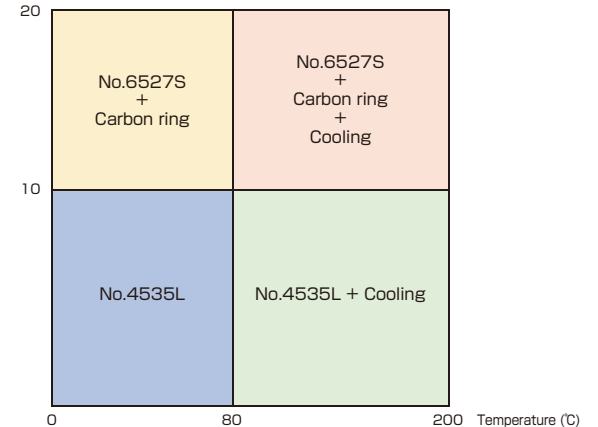 20
No.6527S
+
Carbon ring
No.6527S
+
Carbon ring
+
Cooling
10
No.4535L
No.4535L + Cooling
0
80
200
Temperature (℃)